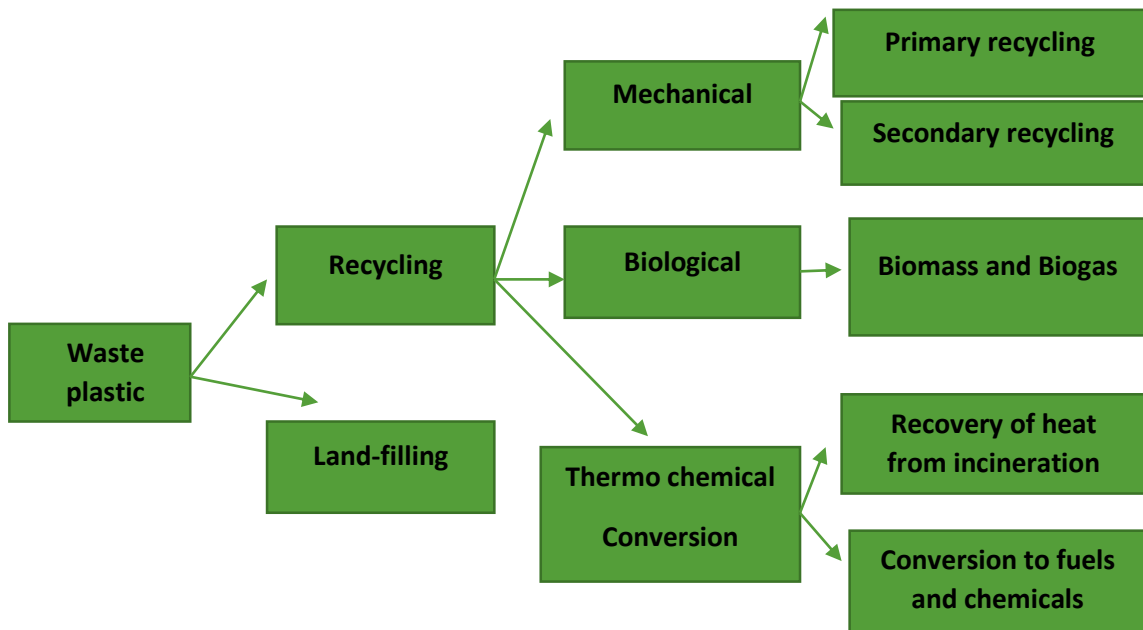 Primary recycling
Mechanical
Secondary recycling
Recycling
Biological
Biomass and Biogas
Waste
plastic
Land-filling
Recovery of heat
from incineration
Thermo chemical
Conversion
Conversion to fuels
and chemicals